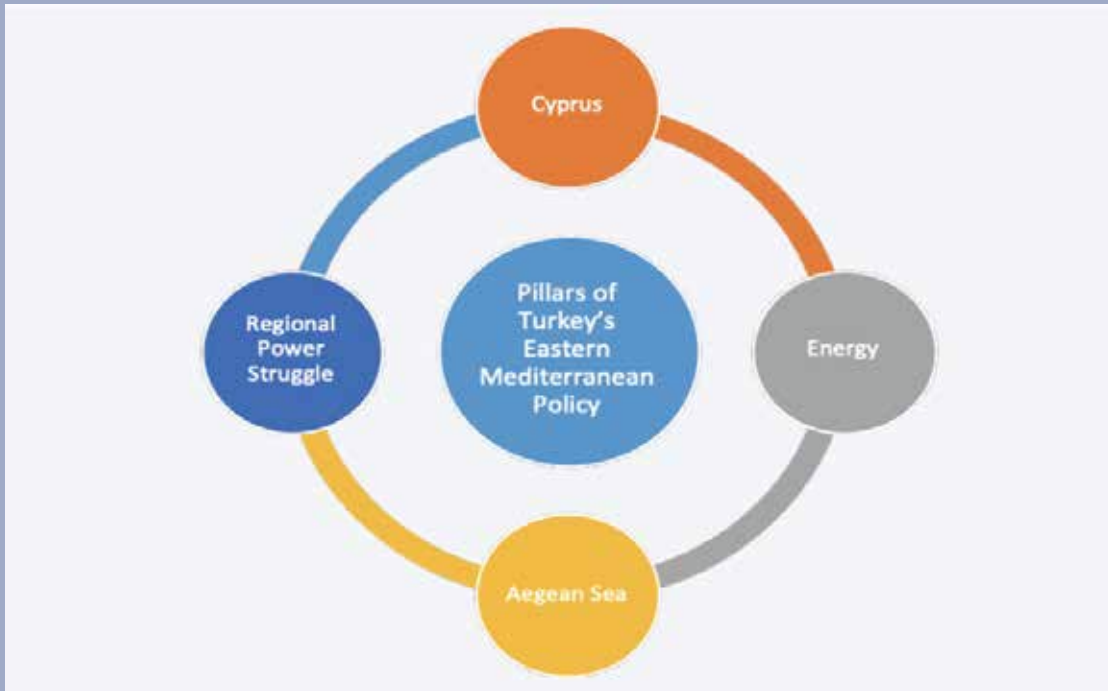 Cyprus
Regional
Power
Struggle
Pillars of
Turkey’s
Eastern
Mediterranean
Policy
Energy
Aegean Sea